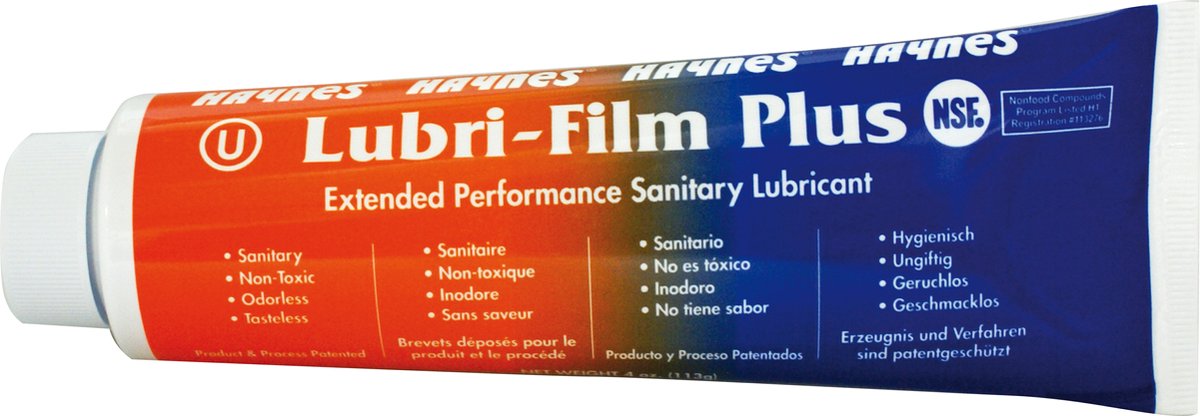 HAYNES® HAYNES® HAYNES® HAYNES®
U Lubri-Film Plus NSF.
Nonfood Compounds
Program Listed H1
Registration #113276
Extended Performance Sanitary Lubricant
• Sanitary
• Non-Toxic
• Odorless
• Tasteless
Product & Process Patented
• Sanitaire
• Non-toxique
• Inodore
• Sans saveur
Brevets déposés pour le
produit et le procédé
• Sanitario
• No es tóxico
• Inodoro
• No tiene sabor
Producto y Proceso Patentados
• Hygienisch
• Ungiftig
• Geruchlos
• Geschmacklos
Erzeugnis und Verfahren
sind patentgeschützt
NET WEIGHT 4 oz. (113g)